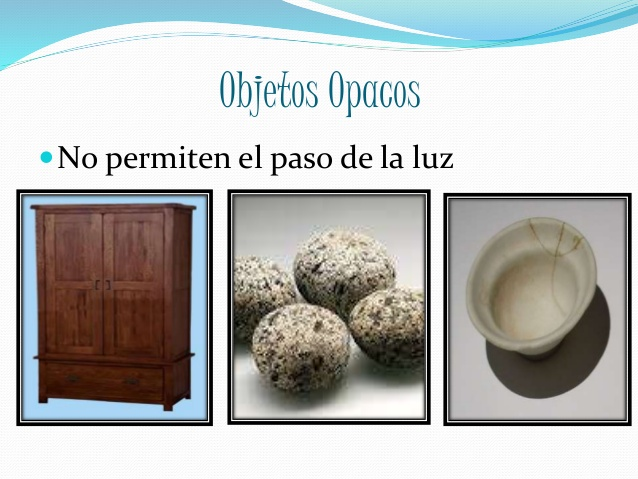 Objetos Opacos
No permiten el paso de la luz